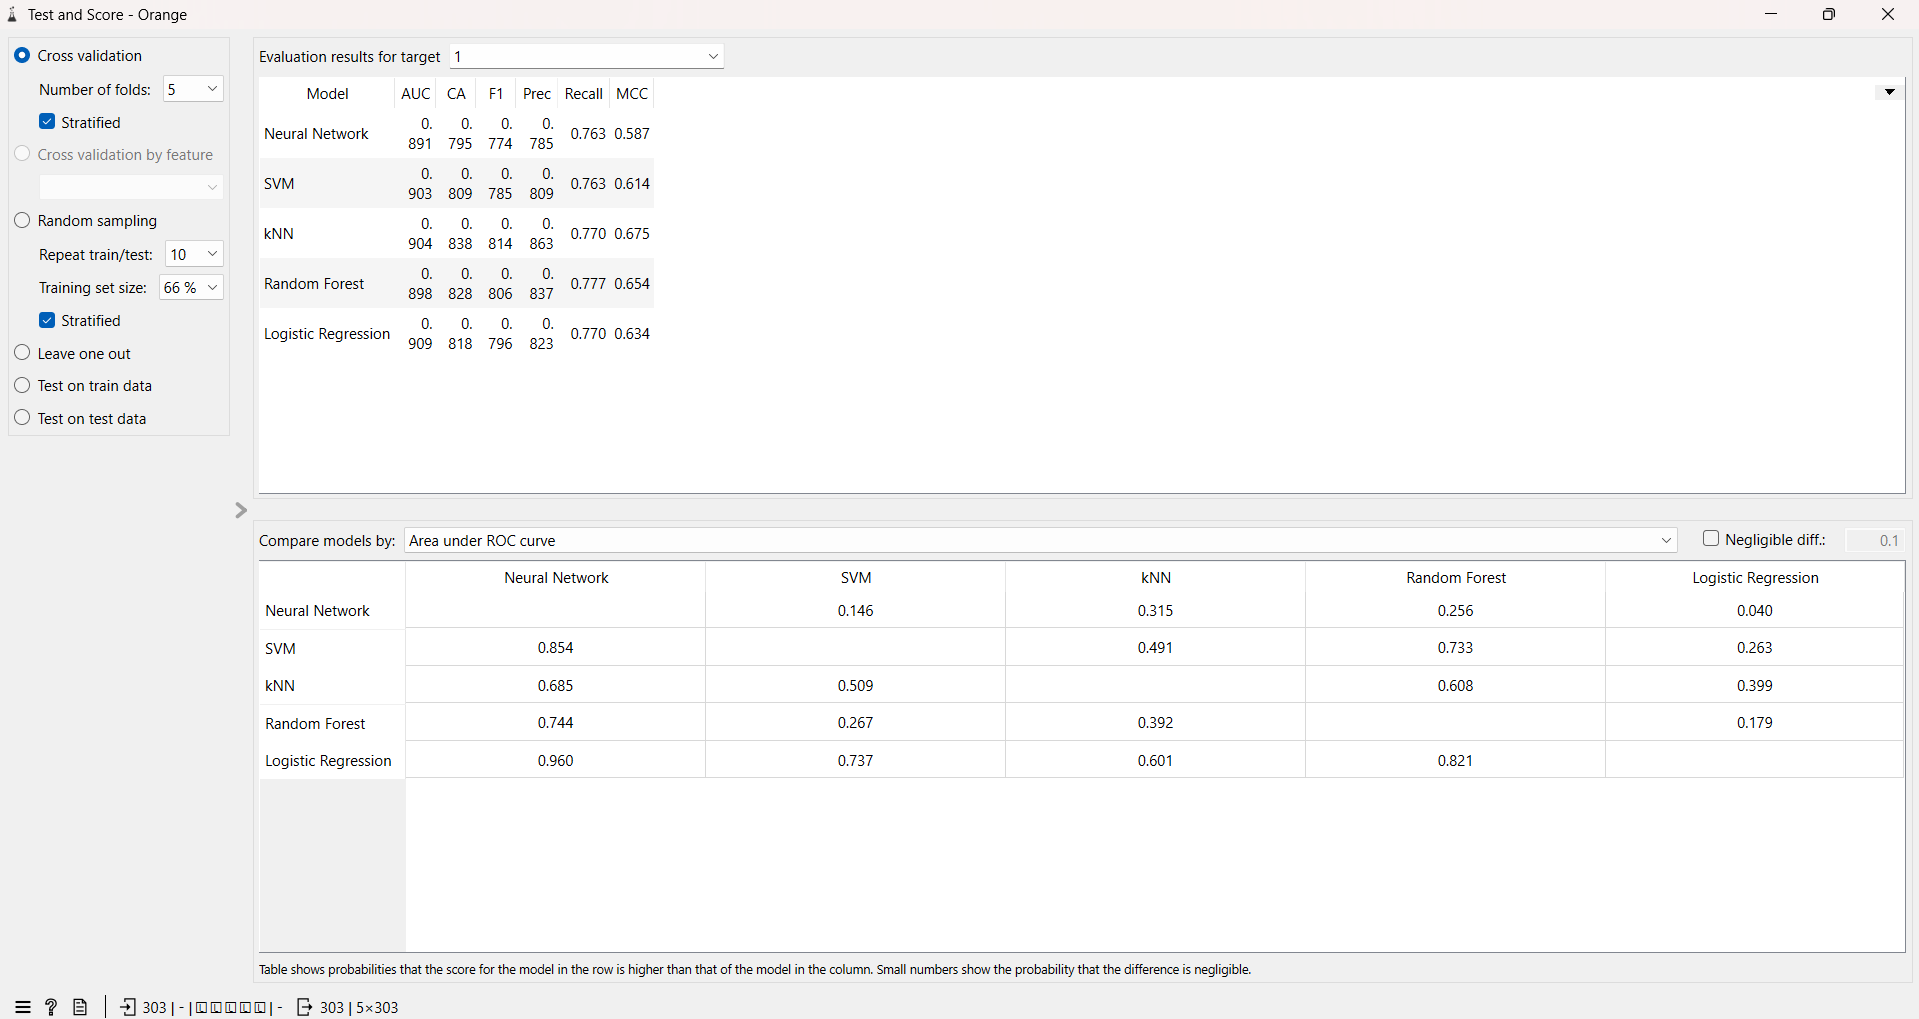 Test and Score - Orange
Cross validation
Number of folds: 5
Stratified
Cross validation by feature
Random sampling
Repeat train/test: 10
Training set size: 66 %
Stratified
Leave one out
Test on train data
Test on test data
Evaluation results for target 1
Model AUC CA F1 Prec Recall MCC
Neural Network 0.891 0.795 0.774 0.785 0.763 0.587
SVM 0.903 0.809 0.785 0.809 0.763 0.614
kNN 0.904 0.838 0.814 0.863 0.770 0.675
Random Forest 0.898 0.828 0.806 0.837 0.777 0.654
Logistic Regression 0.909 0.818 0.796 0.823 0.770 0.634
Compare models by: Area under ROC curve Negligible diff.: 0.1
Neural Network SVM kNN Random Forest Logistic Regression
Neural Network 0.146 0.315 0.256 0.040
SVM 0.854 0.491 0.733 0.263
kNN 0.685 0.509 0.608 0.399
Random Forest 0.744 0.267 0.392 0.179
Logistic Regression 0.960 0.737 0.601 0.821
Table shows probabilities that the score for the model in the row is higher than that of the model in the column. Small numbers show the probability that the difference is negligible.
303 | - | | - 303 | 5×303